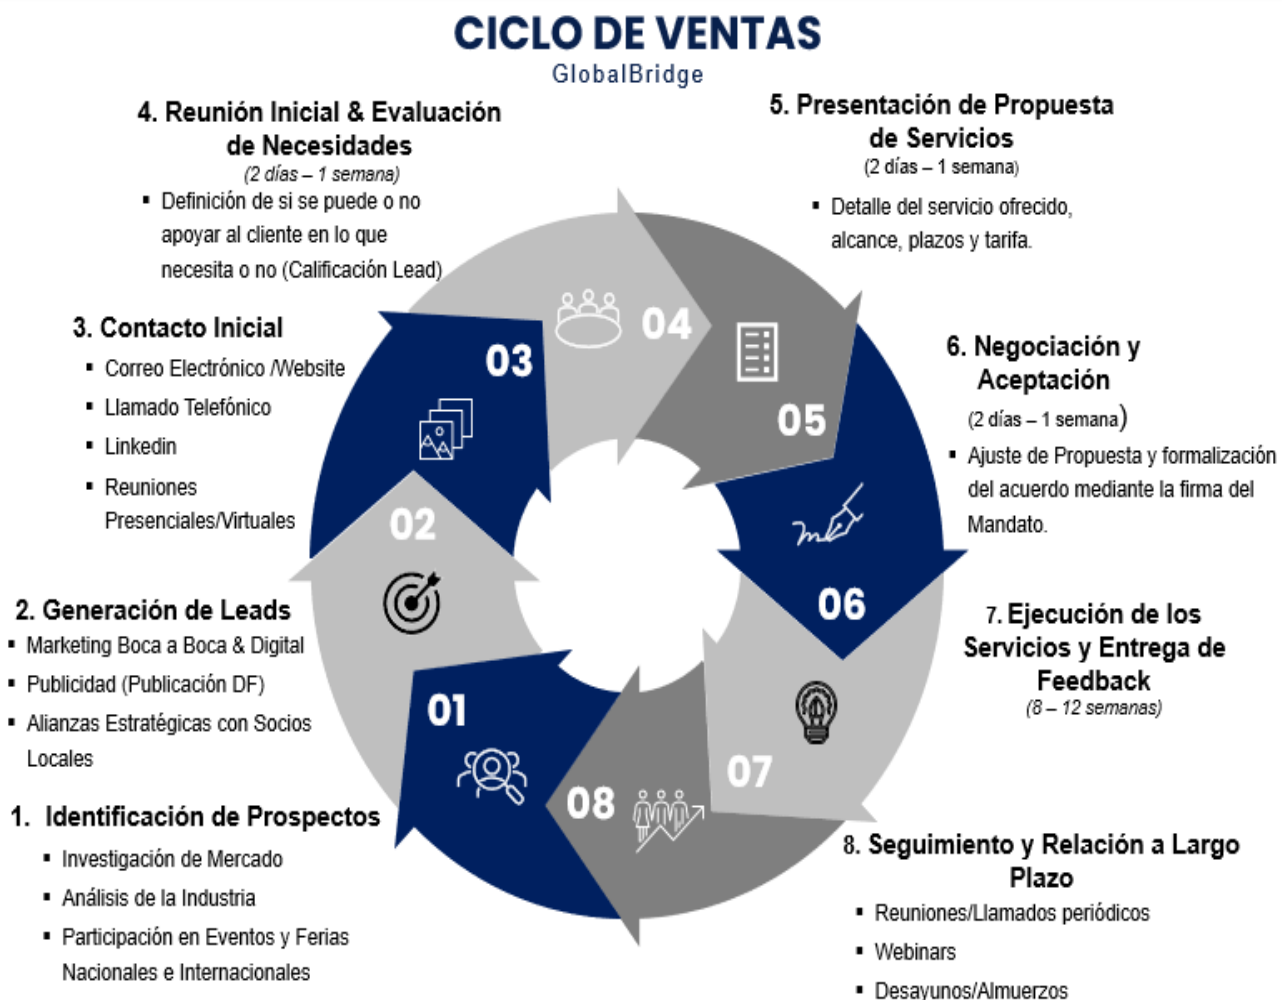 CICLO DE VENTAS
GlobalBridge
4. Reunión Inicial & Evaluación
de Necesidades
(2 días – 1 semana)
▪ Definición de si se puede o no
apoyar al cliente en lo que
necesita o no (Calificación Lead)
5. Presentación de Propuesta
de Servicios
(2 días – 1 semana)
▪ Detalle del servicio ofrecido,
alcance, plazos y tarifa.
3. Contacto Inicial
▪ Correo Electrónico /Website
▪ Llamado Telefónico
▪ Linkedin
▪ Reuniones
Presenciales/Virtuales
6. Negociación y
Aceptación
(2 días – 1 semana)
▪ Ajuste de Propuesta y formalización
del acuerdo mediante la firma del
Mandato.
2. Generación de Leads
▪ Marketing Boca a Boca & Digital
▪ Publicidad (Publicación DF)
▪ Alianzas Estratégicas con Socios
Locales
7. Ejecución de los
Servicios y Entrega de
Feedback
(8 – 12 semanas)
1. Identificación de Prospectos
▪ Investigación de Mercado
▪ Análisis de la Industria
▪ Participación en Eventos y Ferias
Nacionales e Internacionales
8. Seguimiento y Relación a Largo
Plazo
▪ Reuniones/Llamados periódicos
▪ Webinars
▪ Desayunos/Almuerzos
01
02
03
04
05
06
07
08